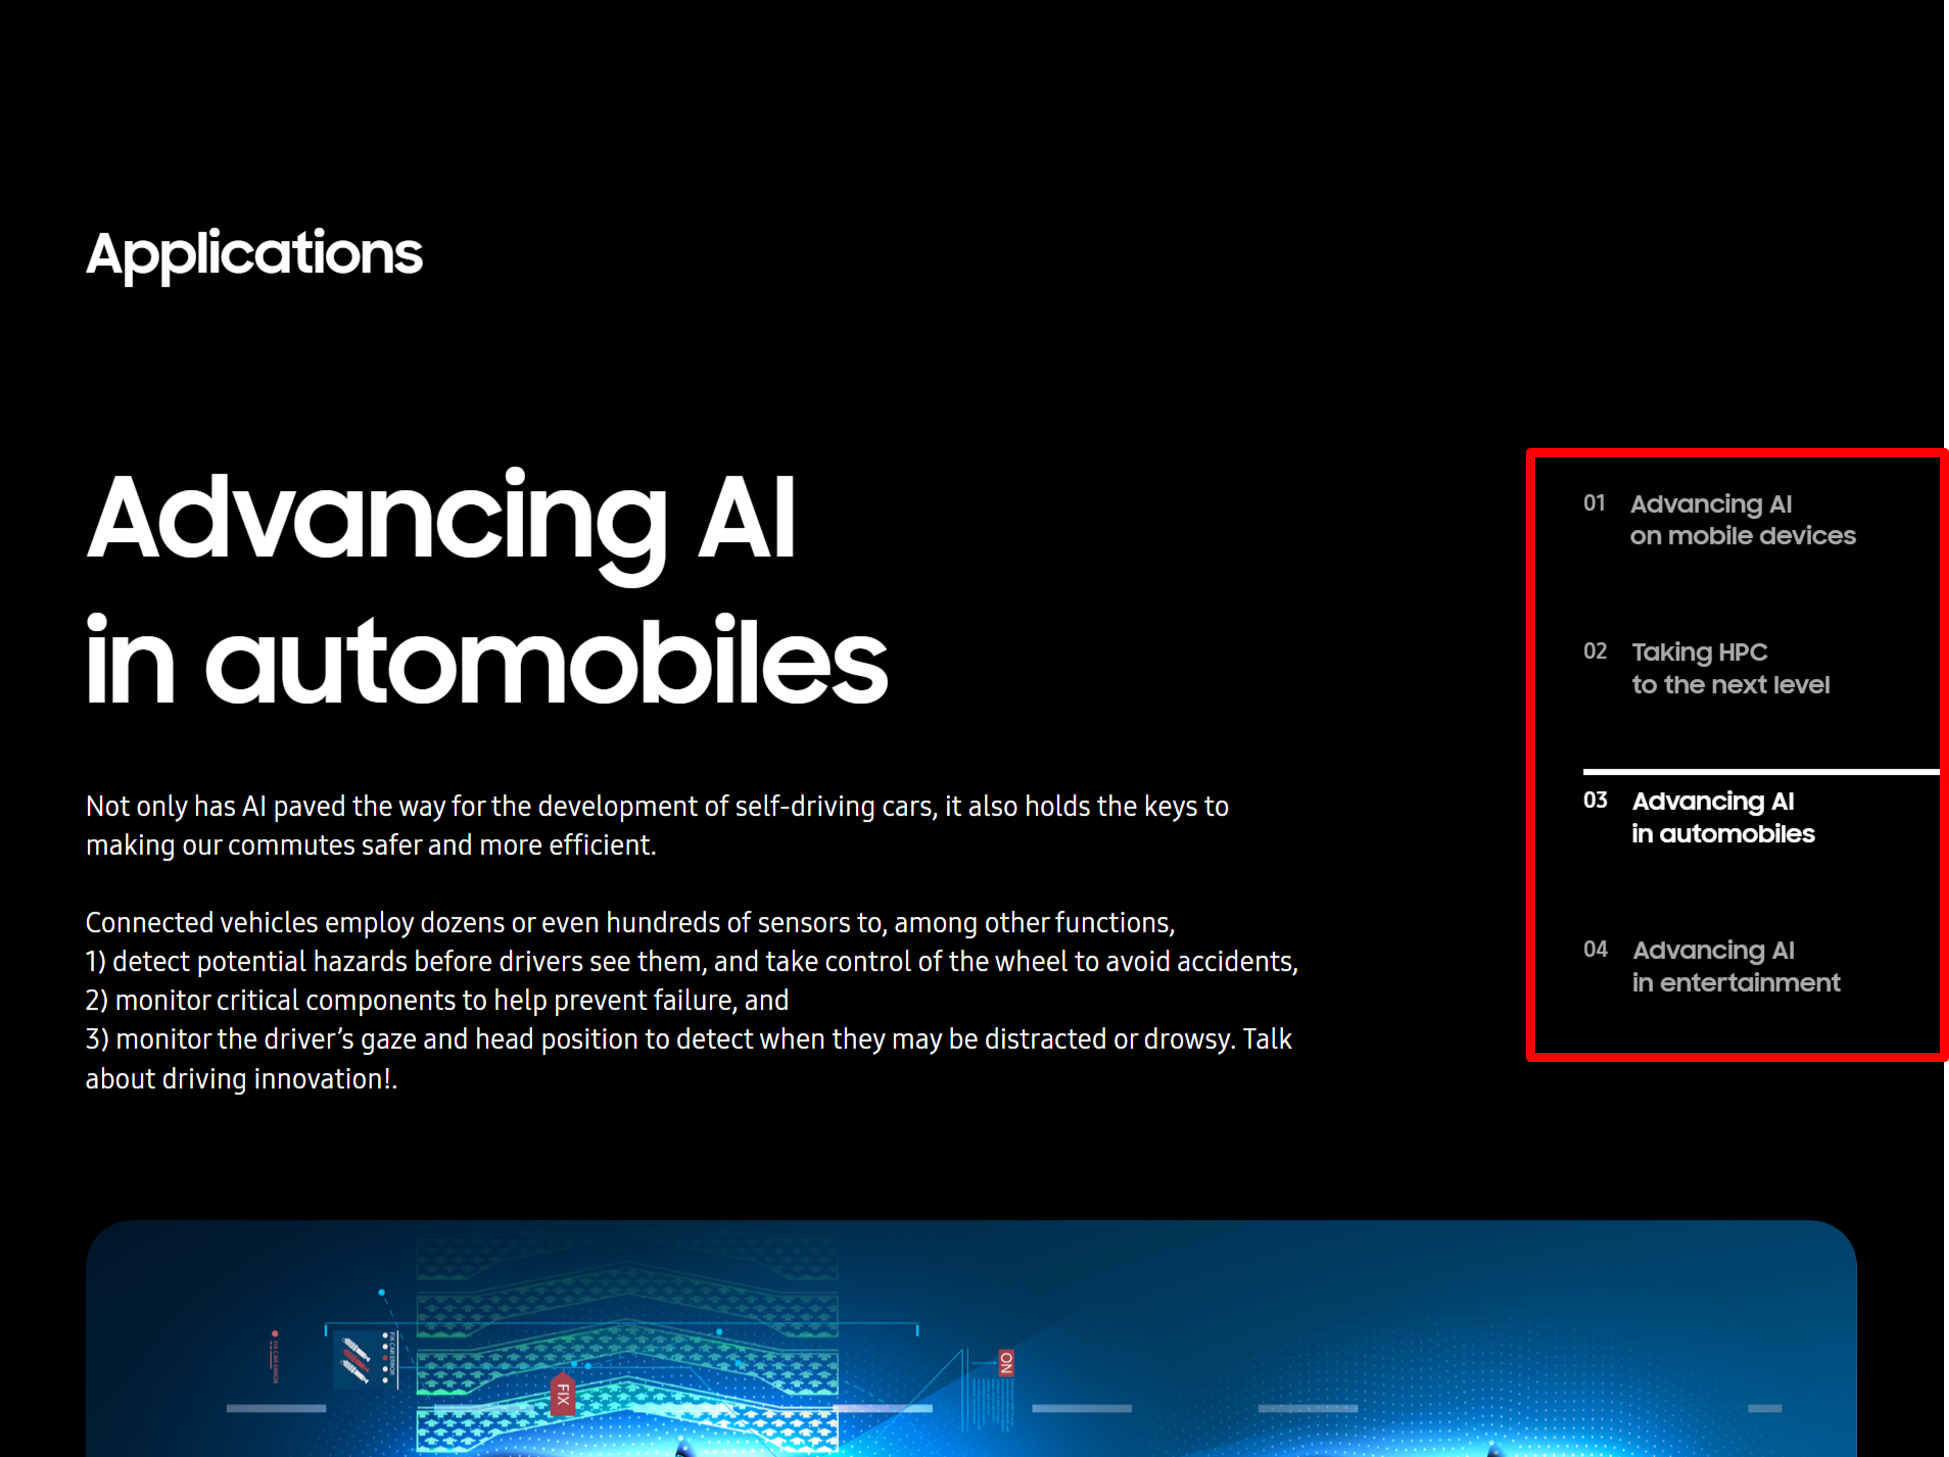 Applications
Advancing AI
in automobiles
Not only has AI paved the way for the development of self-driving cars, it also holds the keys to
making our commutes safer and more efficient.
Connected vehicles employ dozens or even hundreds of sensors to, among other functions,
1) detect potential hazards before drivers see them, and take control of the wheel to avoid accidents,
2) monitor critical components to help prevent failure, and
3) monitor the driver’s gaze and head position to detect when they may be distracted or drowsy. Talk
about driving innovation!.
01 Advancing AI
on mobile devices
02 Taking HPC
to the next level
03 Advancing AI
in automobiles
04 Advancing AI
in entertainment
FIX CAR ERROR
FIX CAR ERROR
FIX
ON